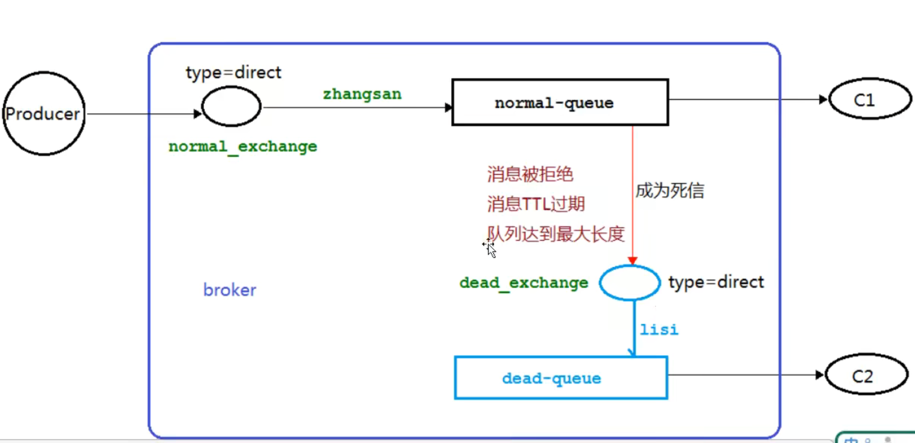 type=direct
zhangsan
Producer
normal-queue
C1
normal_exchange
消息被拒绝
成为死信
消息TTL过期
队列达到最大长度
dead_exchange
type=direct
broker
lisi
dead-queue
C2